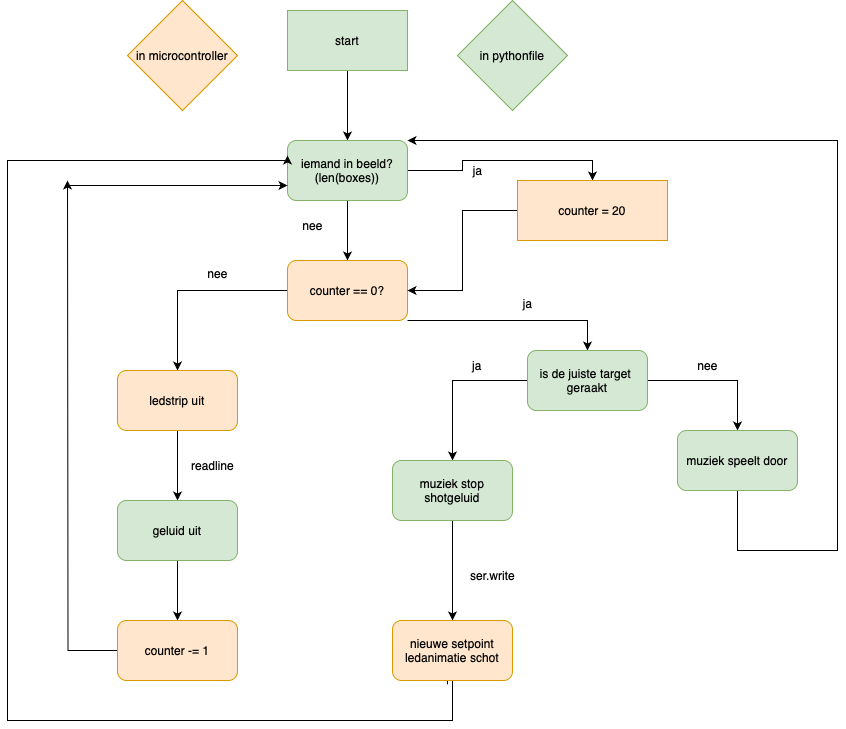 in microcontroller
start
in pythonfile
iemand in beeld?
(len(boxes))
ja
counter = 20
nee
nee
counter == 0?
ja
is de juiste target
geraakt
ja
nee
ledstrip uit
muziek speelt door
readline
muziek stop
shotgeluid
geluid uit
ser.write
counter -= 1
nieuwe setpoint
ledanimatie schot